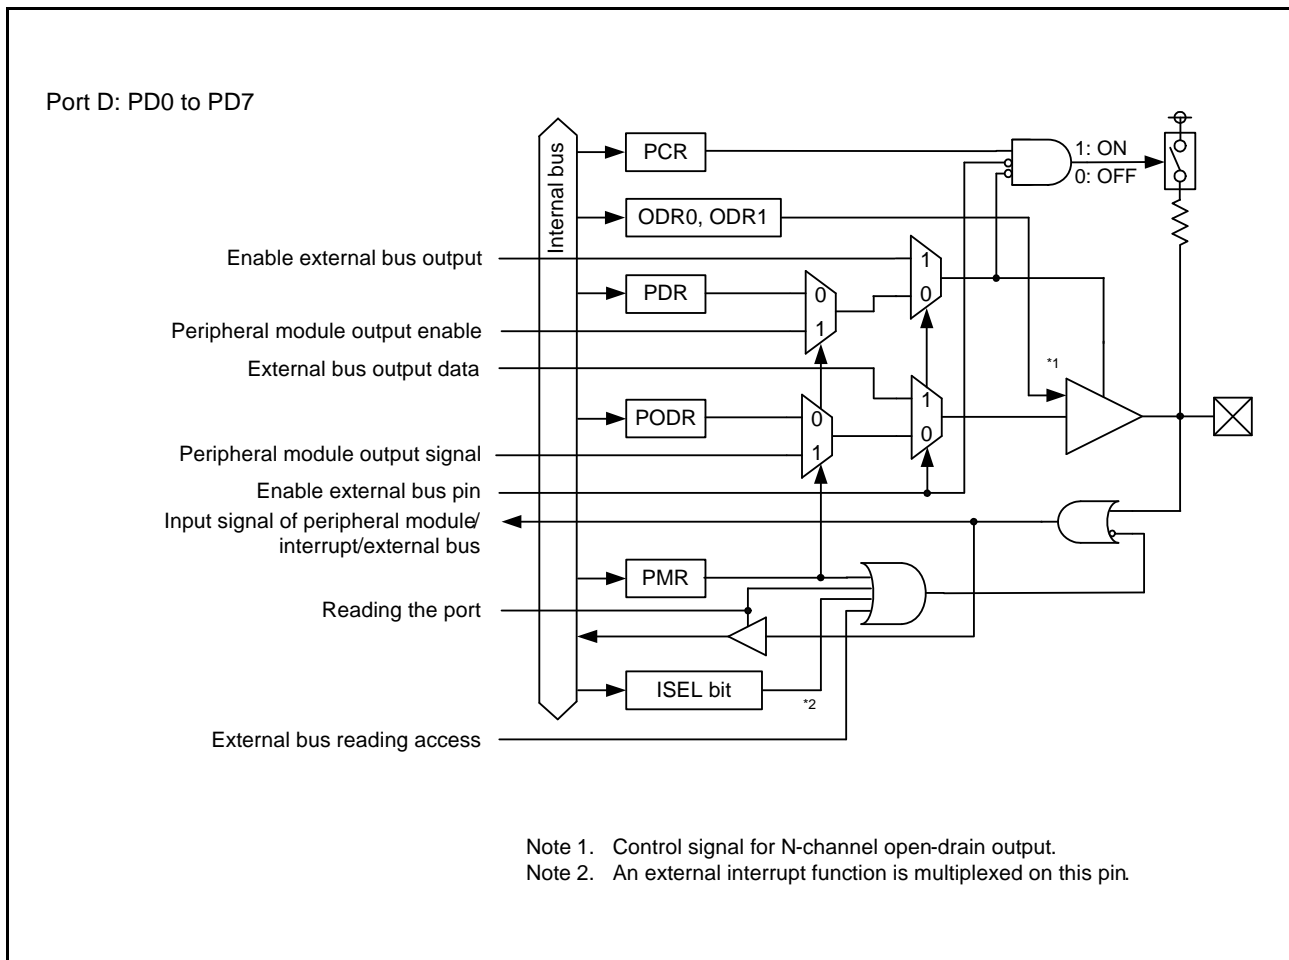 Port D: PD0 to PD7
Internal bus
PCR
1: ON
0: OFF
ODR0, ODR1
Enable external bus output
1
0
PDR
0
1
Peripheral module output enable
External bus output data
*1
1
0
PODR
0
1
Peripheral module output signal
Enable external bus pin
Input signal of peripheral module/
interrupt/external bus
PMR
Reading the port
ISEL bit
*2
External bus reading access
Note 1. Control signal for N-channel open-drain output.
Note 2. An external interrupt function is multiplexed on this pin.